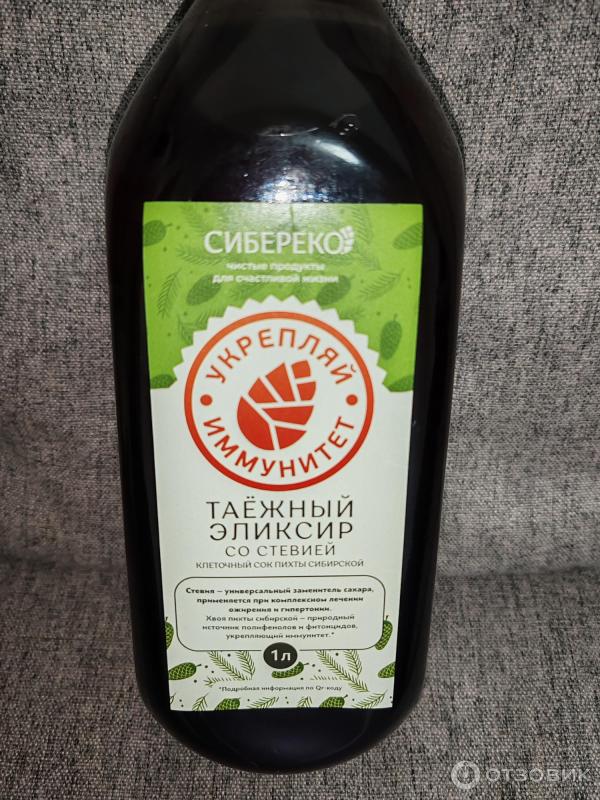 СИБЕРЕКО
чистые продукты
для счастливой жизни
УКРЕПЛЯЙ
ИММУНИТЕТ
ТАЁЖНЫЙ
ЭЛИКСИР
СО СТЕВИЕЙ
КЛЕТОЧНЫЙ СОК ПИХТЫ СИБИРСКОЙ
Стевия – универсальный заменитель сахара,
применяется при комплексном лечении
ожирения и гипертонии.
Хвоя пихты сибирской – природный
источник полифенолов и фитонцидов,
укрепляющий иммунитет.*
1 л
*Подробная информация по Qr-коду
ОТЗОВИК